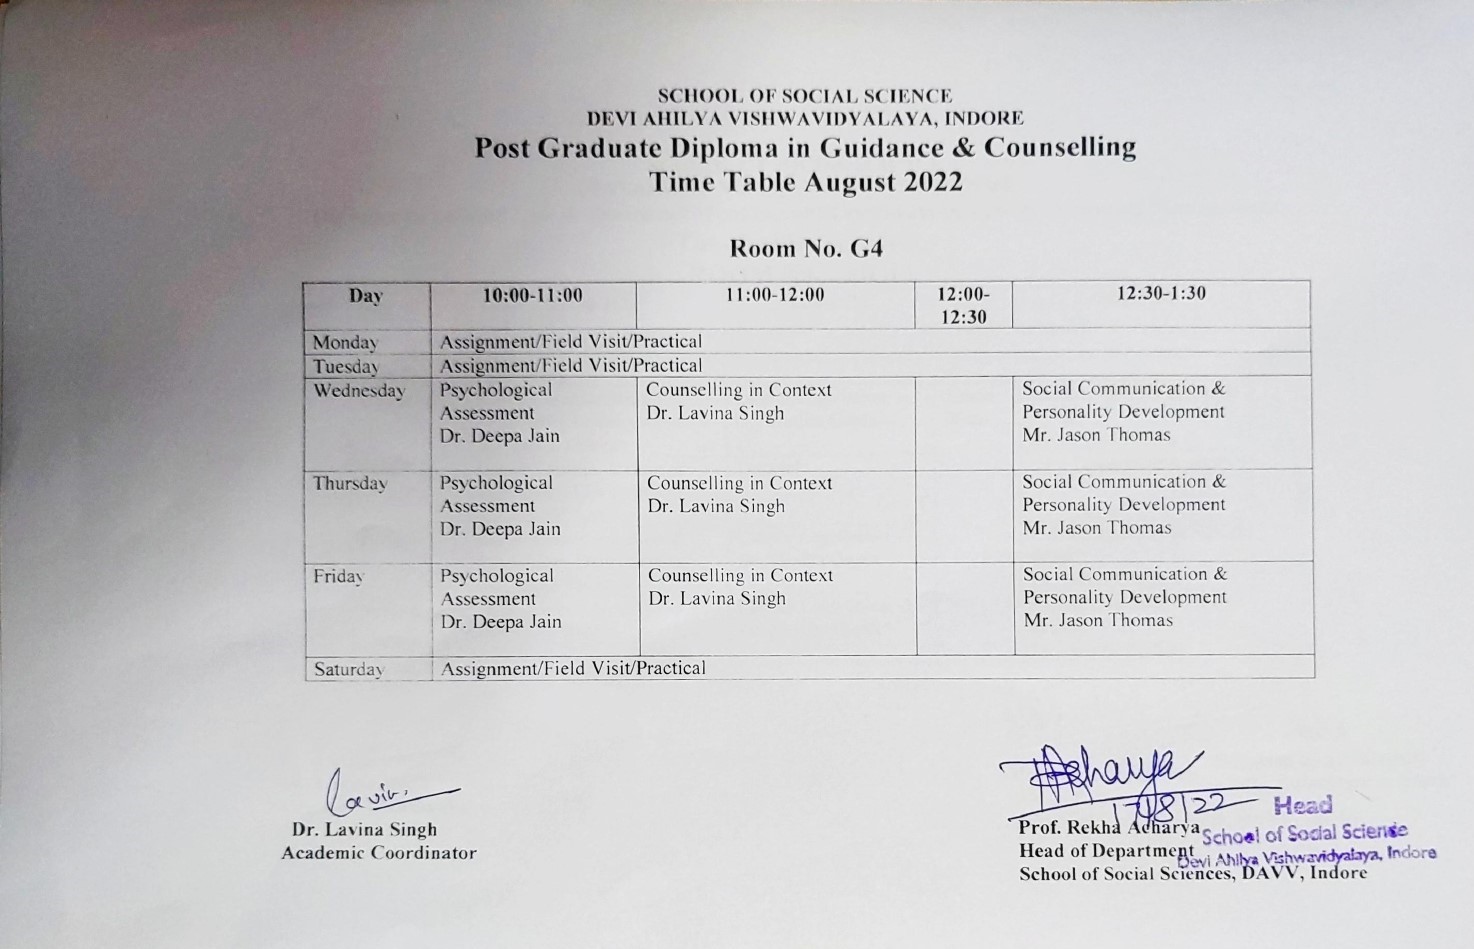 SCHOOL OF SOCIAL SCIENCE
DEVI AHILYA VISHWAVIDYALAYA, INDORE
Post Graduate Diploma in Guidance & Counselling
Time Table August 2022
Room No. G4
Day 10:00-11:00 11:00-12:00 12:00- 12:30-1:30
12:30
Monday Assignment/Field Visit/Practical
Tuesday Assignment/Field Visit/Practical
Wednesday Psychological Counselling in Context Social Communication &
Assessment Dr. Lavina Singh Personality Development
Dr. Deepa Jain Mr. Jason Thomas
Thursday Psychological Counselling in Context Social Communication &
Assessment Dr. Lavina Singh Personality Development
Dr. Deepa Jain Mr. Jason Thomas
Friday Psychological Counselling in Context Social Communication &
Assessment Dr. Lavina Singh Personality Development
Dr. Deepa Jain Mr. Jason Thomas
Saturday Assignment/Field Visit/Practical
Dr. Lavina Singh
Academic Coordinator
17/8/22
Prof. Rekha Acharya
Head of Department
School of Social Sciences, DAVV, Indore
Head
School of Social Science
Devi Ahilya Vishwavidyalaya, Indore